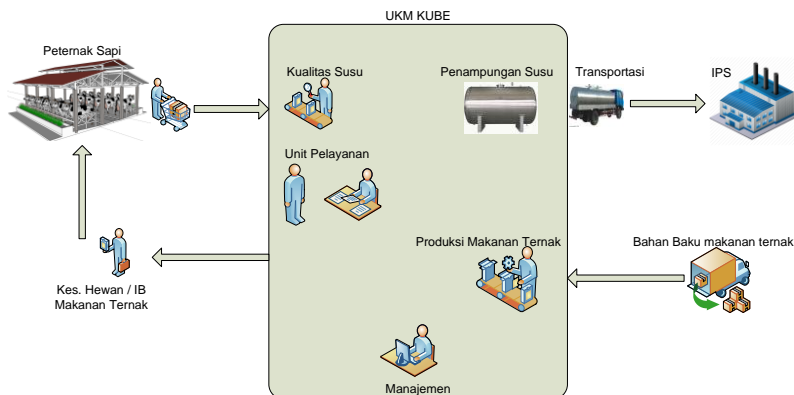 UKM KUBE
Peternak Sapi
Kualitas Susu
Penampungan Susu
Transportasi
IPS
Unit Pelayanan
Produksi Makanan Ternak
Bahan Baku makanan ternak
Kes. Hewan / IB
Makanan Ternak
Manajemen